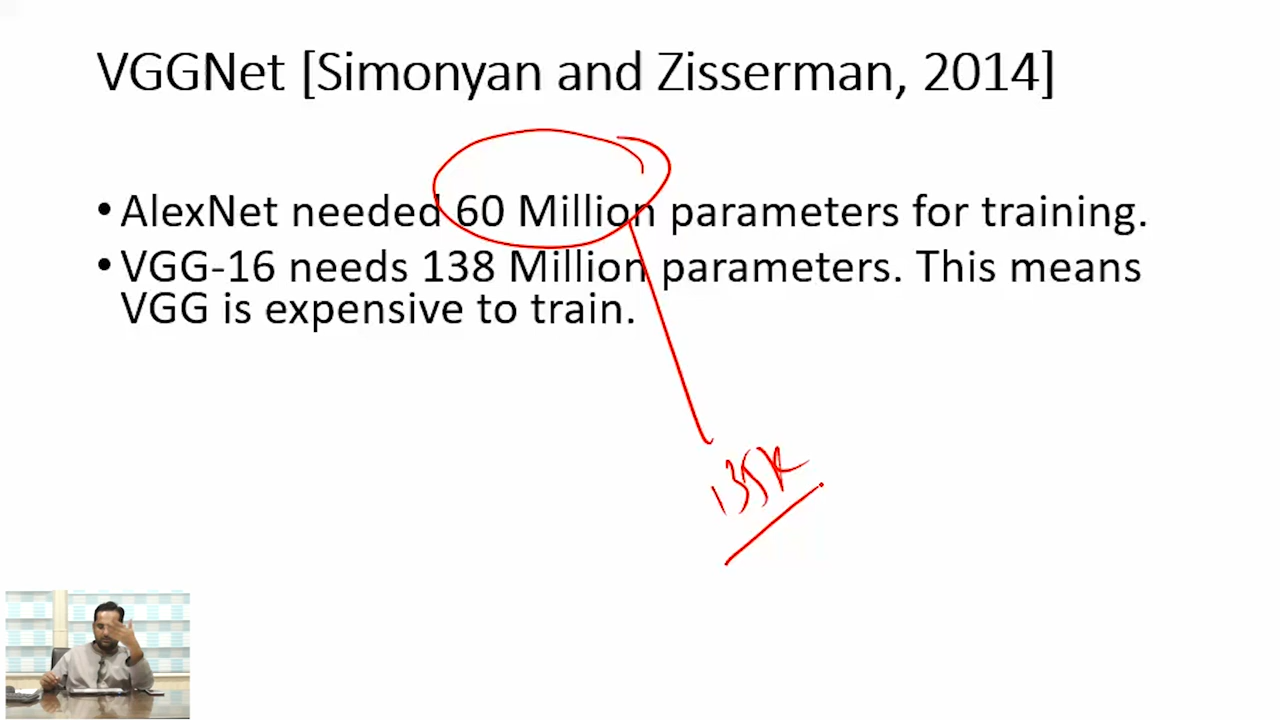 VGGNet [Simonyan and Zisserman, 2014]
• AlexNet needed 60 Million parameters for training.
• VGG-16 needs 138 Million parameters. This means
VGG is expensive to train.
135K